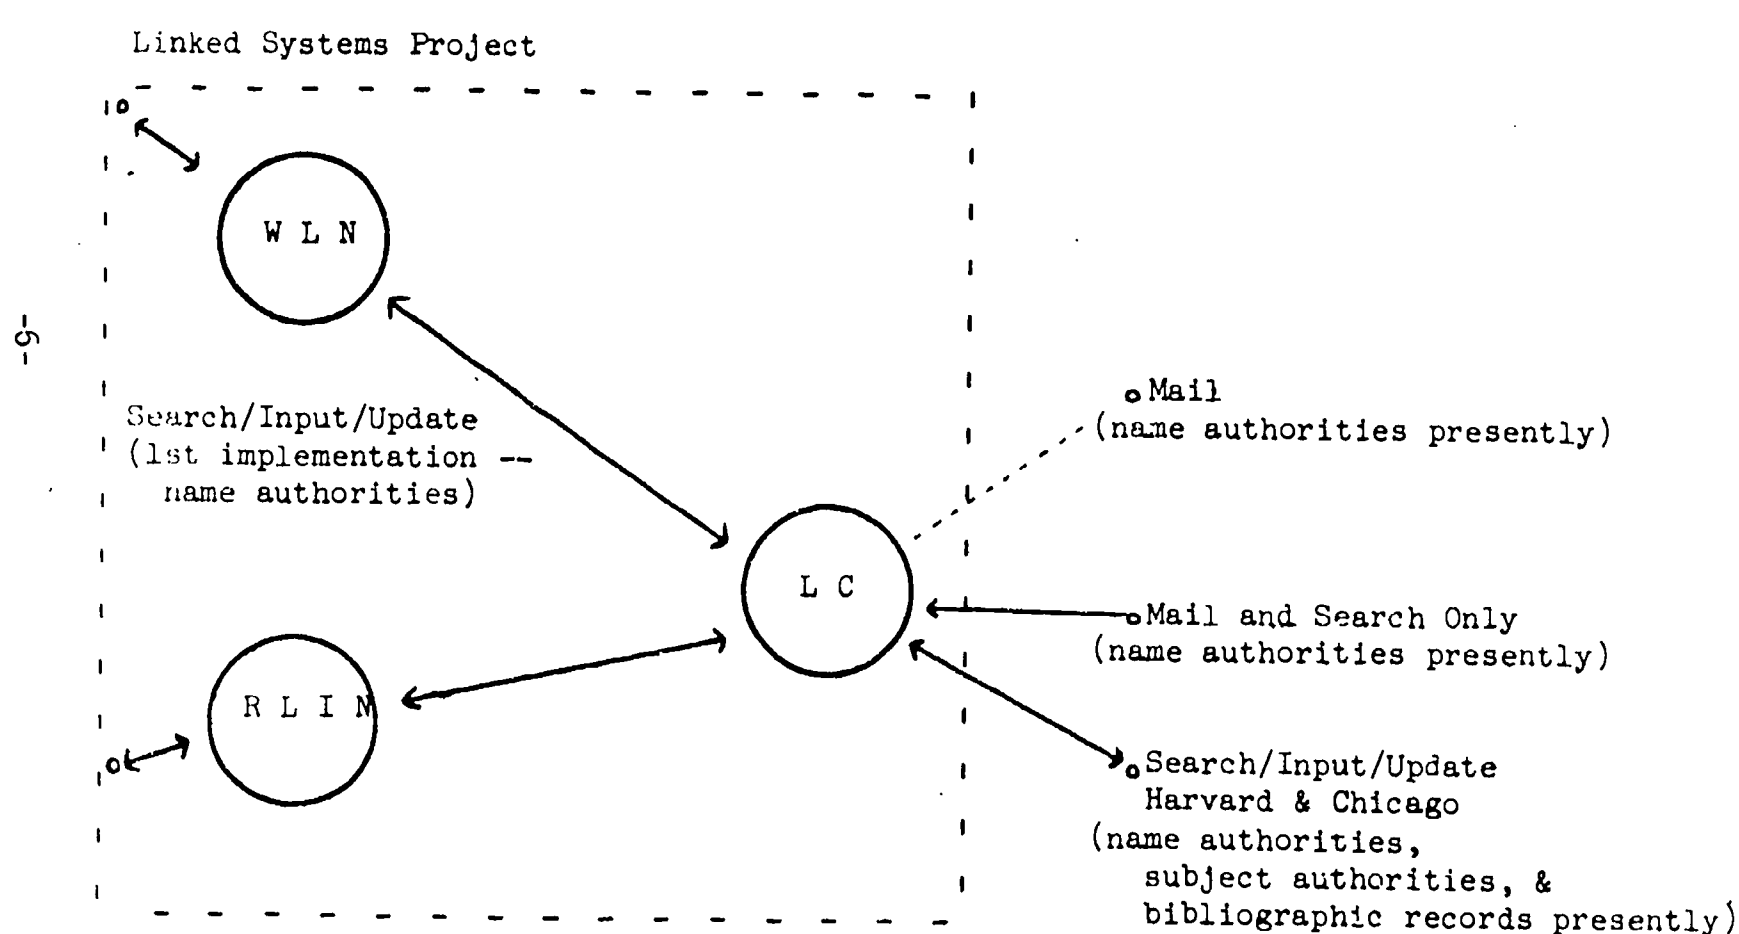 Linked Systems Project
W L N
-6-
Search/Input/Update
(1st implementation --
name authorities)
L C
R L I N
Mail
(name authorities presently)
Mail and Search Only
(name authorities presently)
Search/Input/Update
Harvard & Chicago
(name authorities,
subject authorities, &
bibliographic records presently)